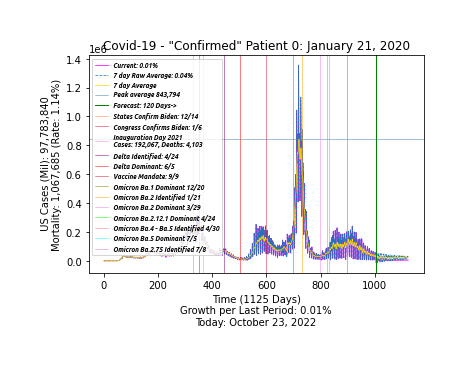 Covid-19 - "Confirmed" Patient 0: January 21, 2020
1e6
1.4
1.2
1.0
0.8
0.6
0.4
0.2
0.0
US Cases (Mil): 97,783,840
Mortality: 1,067,685 (Rate: 1.14%)
Current: 0.01%
7 day Raw Average: 0.04%
7 day Average
Peak average 843,794
Forecast: 120 Days->
States Confirms Biden: 12/14
Congress Confirms Biden: 1/6
Inauguration Day 2021
Cases: 192,067, Deaths: 4,103
Delta Identified: 4/24
Delta Dominant: 6/5
Vaccine Mandate: 9/9
Omicron Ba.1 Dominant 12/20
Omicron Ba.2 Identified 1/21
Omicron Ba.2 Dominant 3/29
Omicron Ba.2.12.1 Dominant 4/24
Omicron Ba.4 - Ba.5 Identified 4/30
Omicron Ba.5 Dominant 7/5
Omicron Ba.2.75 Identified 7/8
0
200
400
600
800
1000
Time (1125 Days)
Growth per Last Period: 0.01%
Today: October 23, 2022